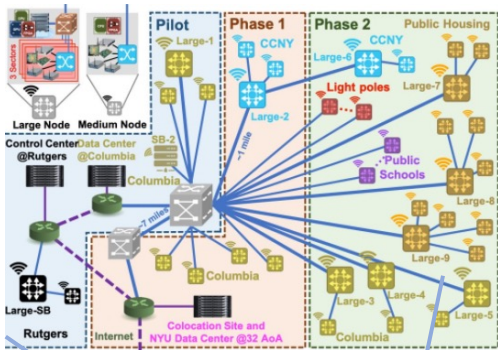 Pilot
Phase 1
Phase 2
Public Housing
3 Sectors
Large Node
Medium Node
Large-1
CCNY
Large-2
~1 mile
Large-6
CCNY
Large-7
Light poles
Public
Schools
Large-8
Large-9
Control Center
@Rutgers
Data Center
@Columbia
SB-2
Columbia
~7 miles
Columbia
Large-3
Large-4
Large-5
Columbia
Large-SB
Rutgers
Internet
Colocation Site and
NYU Data Center @32 AoA